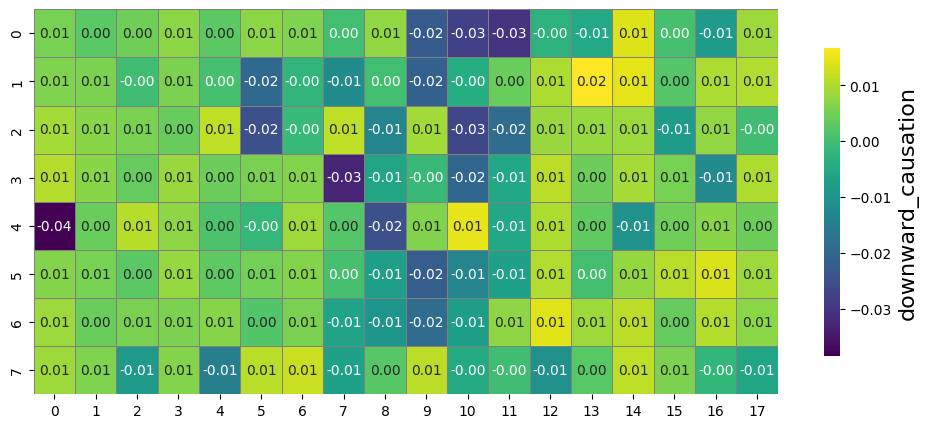 0 0.01 0.00 0.00 0.01 0.00 0.01 0.01 0.00 0.01 -0.02 -0.03 -0.03 -0.00 -0.01 0.01 0.00 -0.01 0.01
1 0.01 0.01 -0.00 0.01 0.00 -0.02 -0.00 -0.01 0.00 -0.02 -0.00 0.00 0.01 0.02 0.01 0.00 0.01 0.01
2 0.01 0.01 0.01 0.00 0.01 -0.02 -0.00 0.01 -0.01 0.01 -0.03 -0.02 0.01 0.01 0.01 -0.01 0.01 -0.00
3 0.01 0.01 0.00 0.01 0.00 0.01 0.01 -0.03 -0.01 -0.00 -0.02 -0.01 0.01 0.00 0.01 0.01 -0.01 0.01
4 -0.04 0.00 0.01 0.01 0.00 -0.00 0.01 0.00 -0.02 0.01 0.01 -0.01 0.01 0.00 -0.01 0.00 0.01 0.00
5 0.01 0.01 0.00 0.01 0.00 0.01 0.01 0.00 -0.01 -0.02 -0.01 -0.01 0.01 0.00 0.01 0.01 0.01 0.01
6 0.01 0.00 0.01 0.01 0.01 0.00 0.01 -0.01 -0.01 -0.02 -0.01 0.01 0.01 0.01 0.01 0.00 0.01 0.01
7 0.01 0.01 -0.01 0.01 -0.01 0.01 0.01 -0.01 0.00 0.01 -0.00 -0.00 -0.01 0.00 0.01 0.01 -0.00 -0.01
0 1 2 3 4 5 6 7 8 9 10 11 12 13 14 15 16 17
0.01
0.00
−0.01
−0.02
−0.03
downward_causation